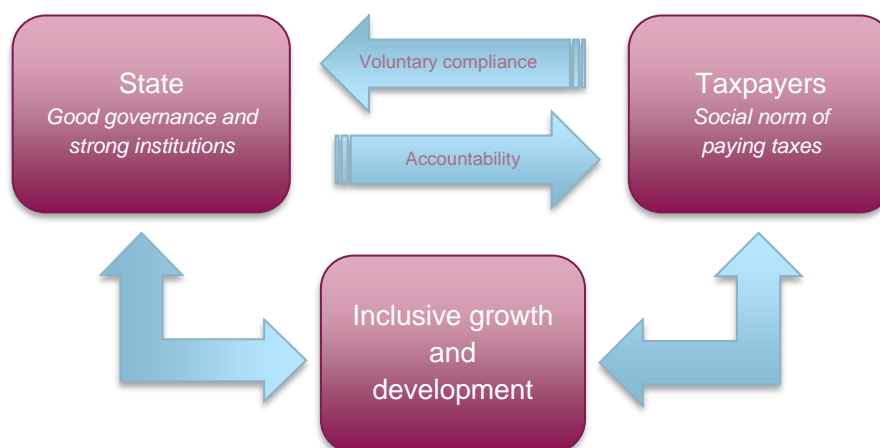 State
Good governance and
strong institutions
Voluntary compliance
Accountability
Taxpayers
Social norm of
paying taxes
Inclusive growth
and
development